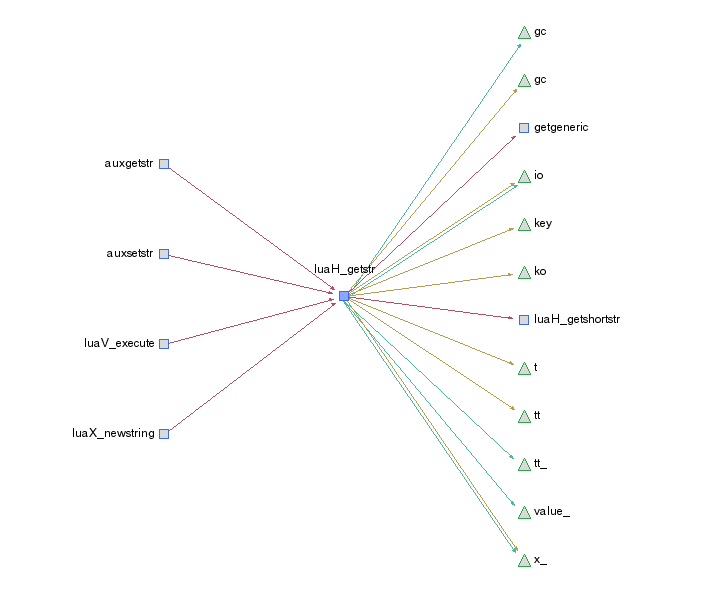 auxgetstr
auxsetstr
luaV_execute
luaX_newstring
luaH_getstr
gc
gc
getgeneric
io
key
ko
luaH_getshortstr
t
tt
tt_
value_
x_